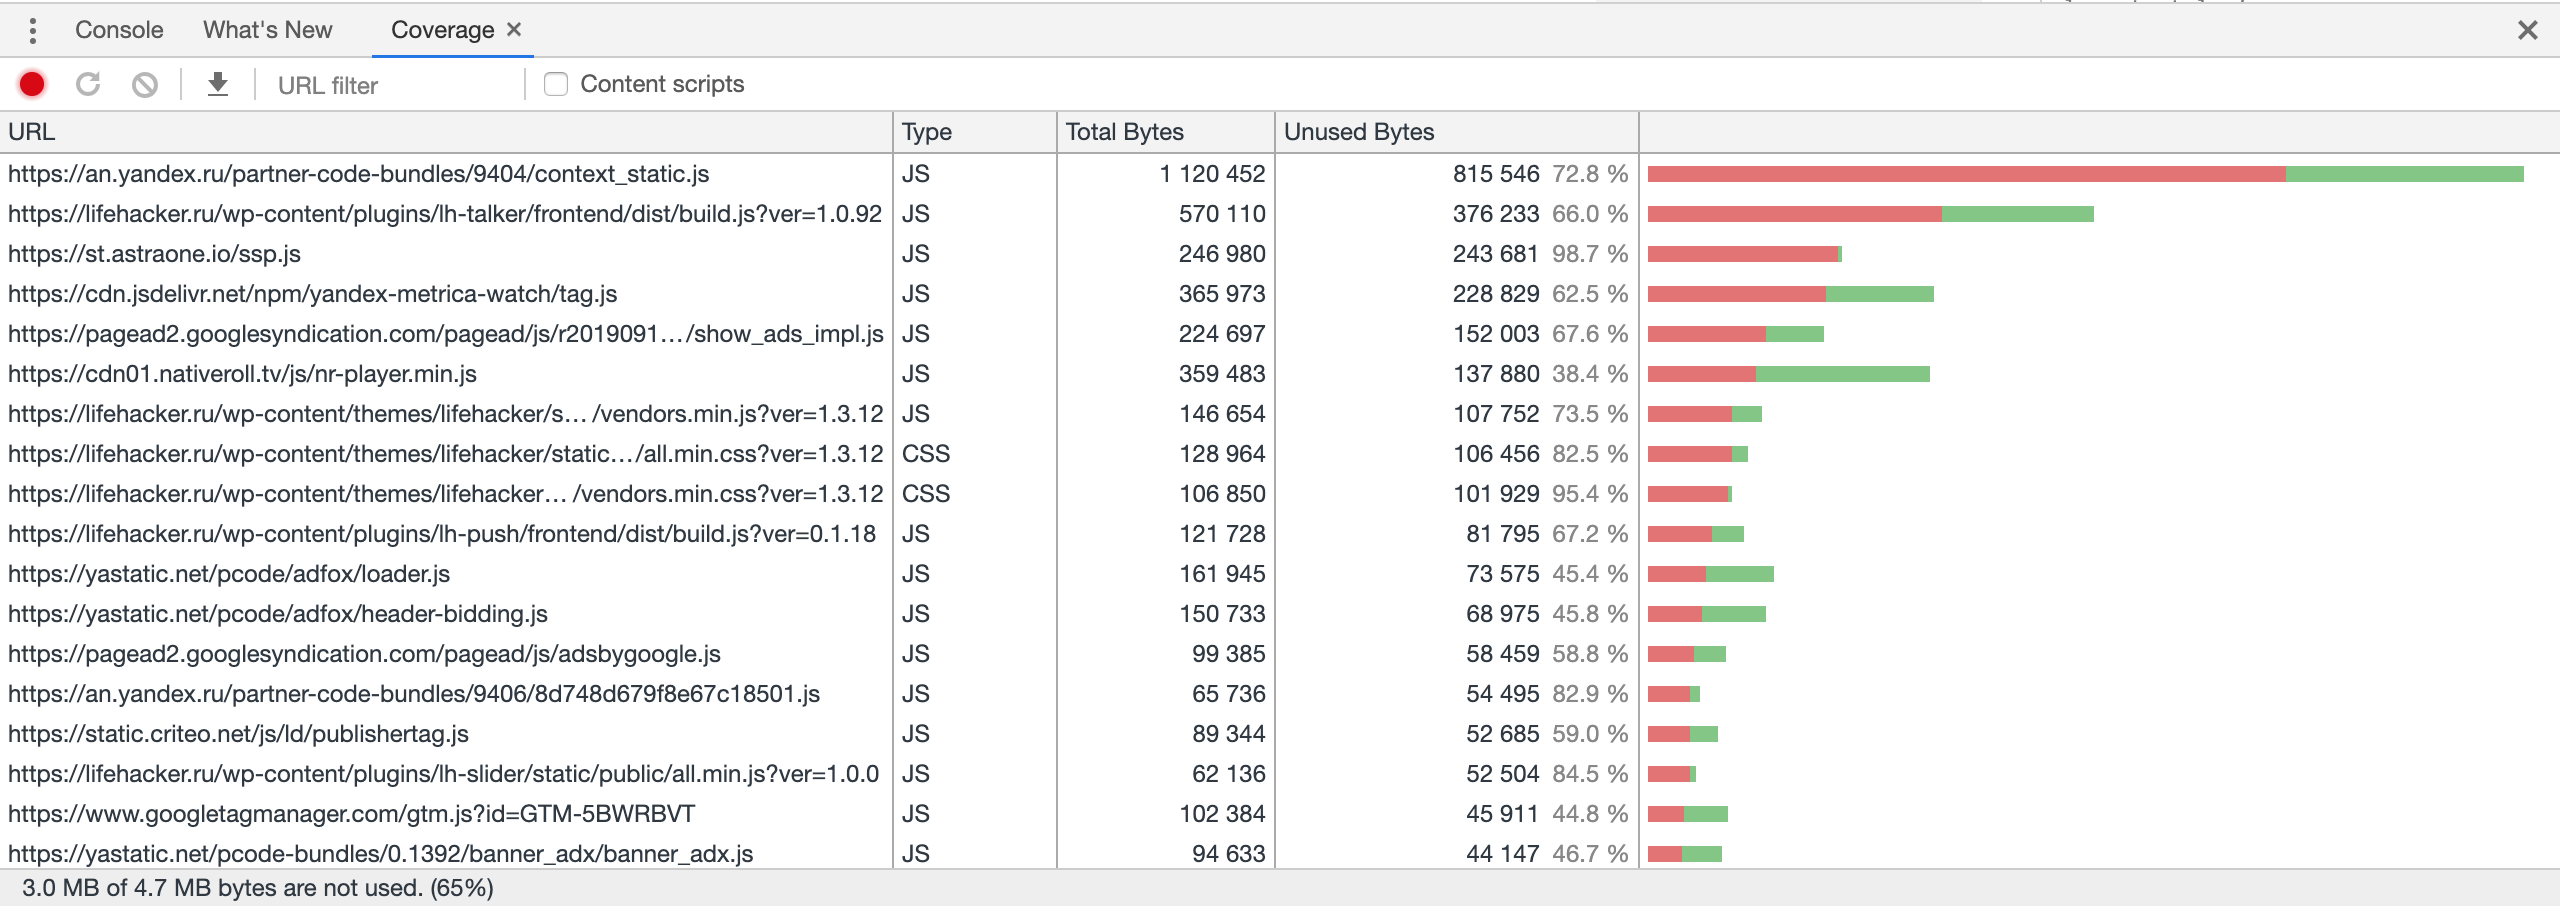 Console What's New Coverage ×
URL filter Content scripts
URL Type Total Bytes Unused Bytes
https://an.yandex.ru/partner-code-bundles/9404/context_static.js JS 1 120 452 815 546 72.8 %
https://lifehacker.ru/wp-content/plugins/lh-talker/frontend/dist/build.js?ver=1.0.92 JS 570 110 376 233 66.0 %
https://st.astraone.io/ssp.js JS 246 980 243 681 98.7 %
https://cdn.jsdelivr.net/npm/yandex-metrica-watch/tag.js JS 365 973 228 829 62.5 %
https://pagead2.googlesyndication.com/pagead/js/r2019091…/show_ads_impl.js JS 224 697 152 003 67.6 %
https://cdn01.nativeroll.tv/js/nr-player.min.js JS 359 483 137 880 38.4 %
https://lifehacker.ru/wp-content/themes/lifehacker/s… /vendors.min.js?ver=1.3.12 JS 146 654 107 752 73.5 %
https://lifehacker.ru/wp-content/themes/lifehacker/static…/all.min.css?ver=1.3.12 CSS 128 964 106 456 82.5 %
https://lifehacker.ru/wp-content/themes/lifehacker… /vendors.min.css?ver=1.3.12 CSS 106 850 101 929 95.4 %
https://lifehacker.ru/wp-content/plugins/lh-push/frontend/dist/build.js?ver=0.1.18 JS 121 728 81 795 67.2 %
https://yastatic.net/pcode/adfox/loader.js JS 161 945 73 575 45.4 %
https://yastatic.net/pcode/adfox/header-bidding.js JS 150 733 68 975 45.8 %
https://pagead2.googlesyndication.com/pagead/js/adsbygoogle.js JS 99 385 58 459 58.8 %
https://an.yandex.ru/partner-code-bundles/9406/8d748d679f8e67c18501.js JS 65 736 54 495 82.9 %
https://static.criteo.net/js/ld/publishertag.js JS 89 344 52 685 59.0 %
https://lifehacker.ru/wp-content/plugins/lh-slider/static/public/all.min.js?ver=1.0.0 JS 62 136 52 504 84.5 %
https://www.googletagmanager.com/gtm.js?id=GTM-5BWRBVT JS 102 384 45 911 44.8 %
https://yastatic.net/pcode-bundles/0.1392/banner_adx/banner_adx.js JS 94 633 44 147 46.7 %
3.0 MB of 4.7 MB bytes are not used. (65%)